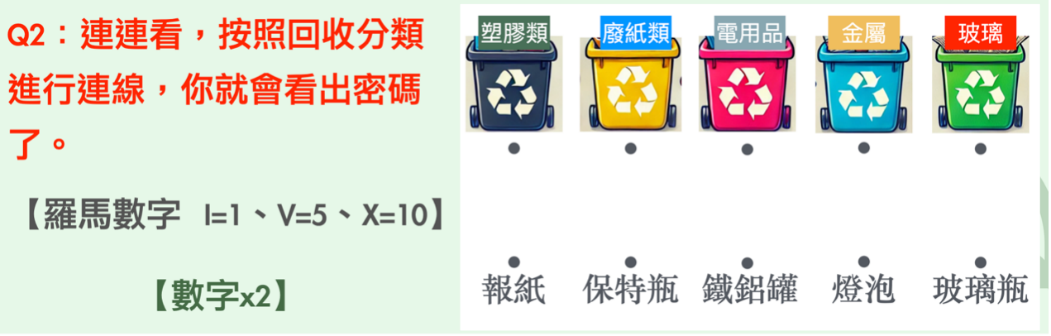 Q2：連連看，按照回收分類
進行連線，你就會看出密碼
了。
【羅馬數字 I=1、V=5、X=10】
【數字x2】
塑膠類 廢紙類 電用品 金屬 玻璃
報紙 保特瓶 鐵鋁罐 燈泡 玻璃瓶